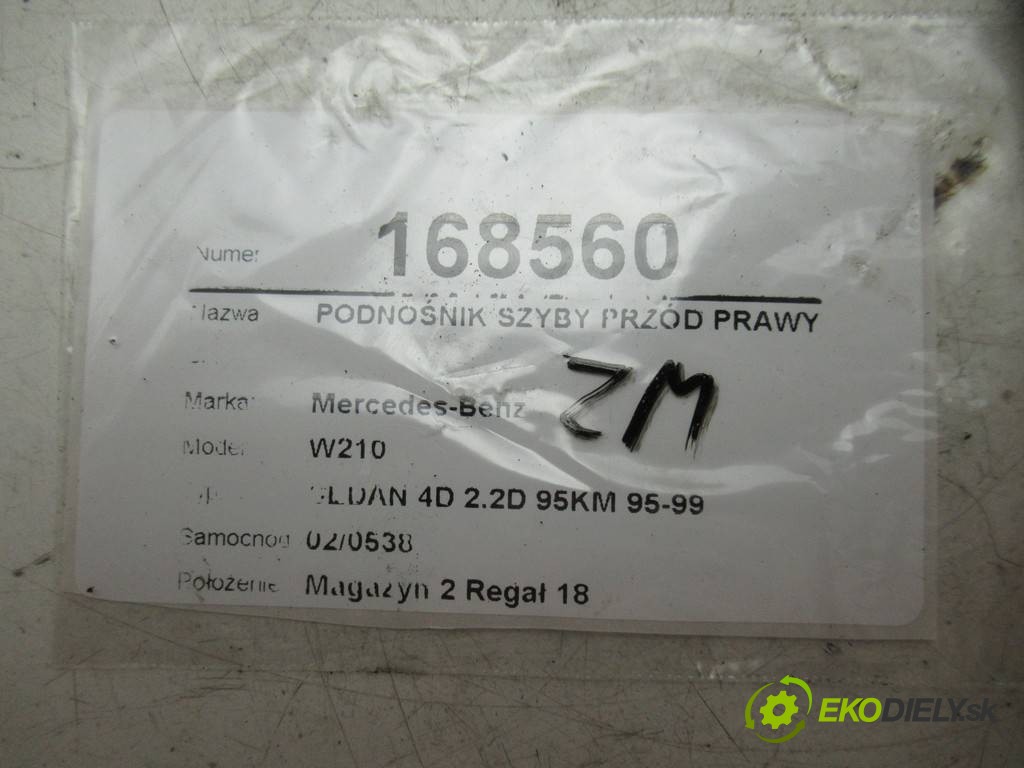 Numer 168560
Nazwa PODNOŚNIK SZYBY PRZÓD PRAWY
ZM
Marka: Mercedes-Benz
Model W210
SEDAN 4D 2.2D 95KM 95-99
Samochód 02/0538
Położenie Magazyn 2 Regał 18
EKODIELY.sk